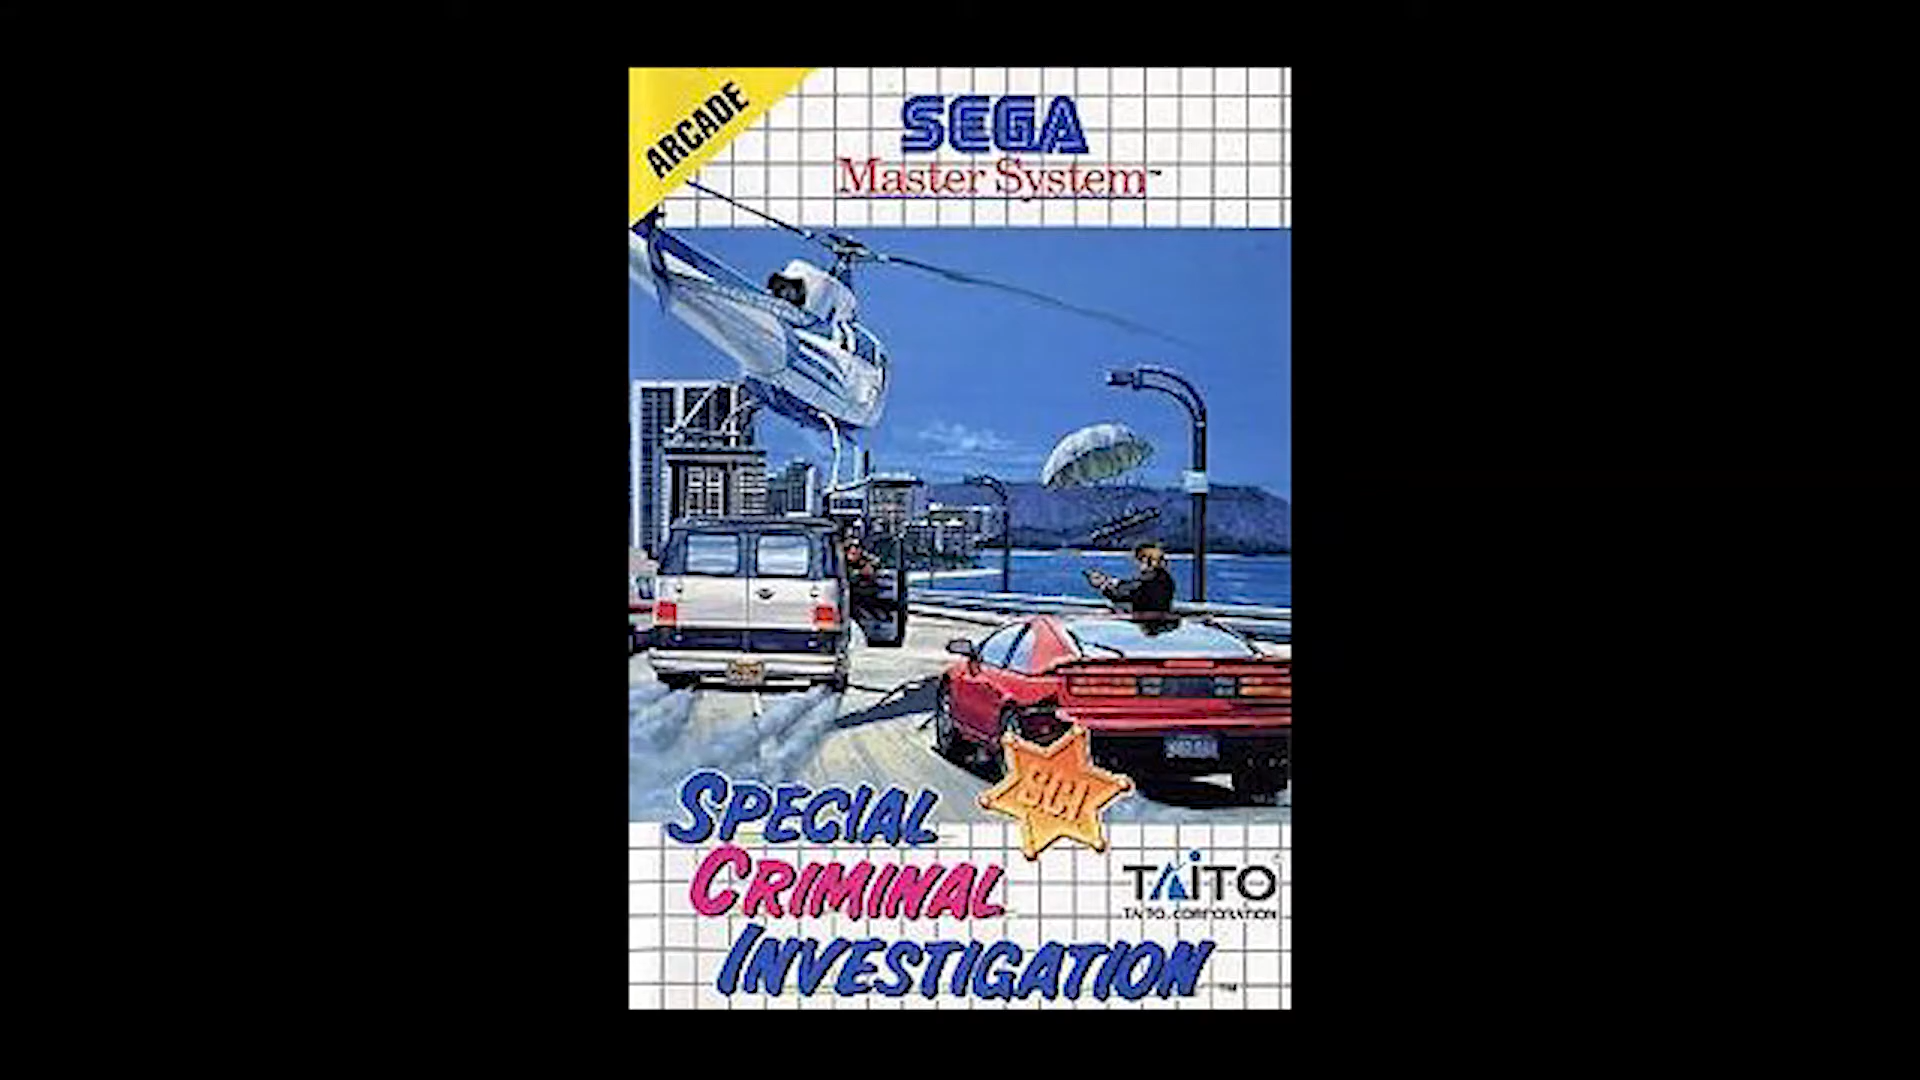 ARCADE
SEGA
Master System™
SCI
SPECIAL
CRIMINAL
INVESTIGATION™
TAITO
TAITO CORPORATION